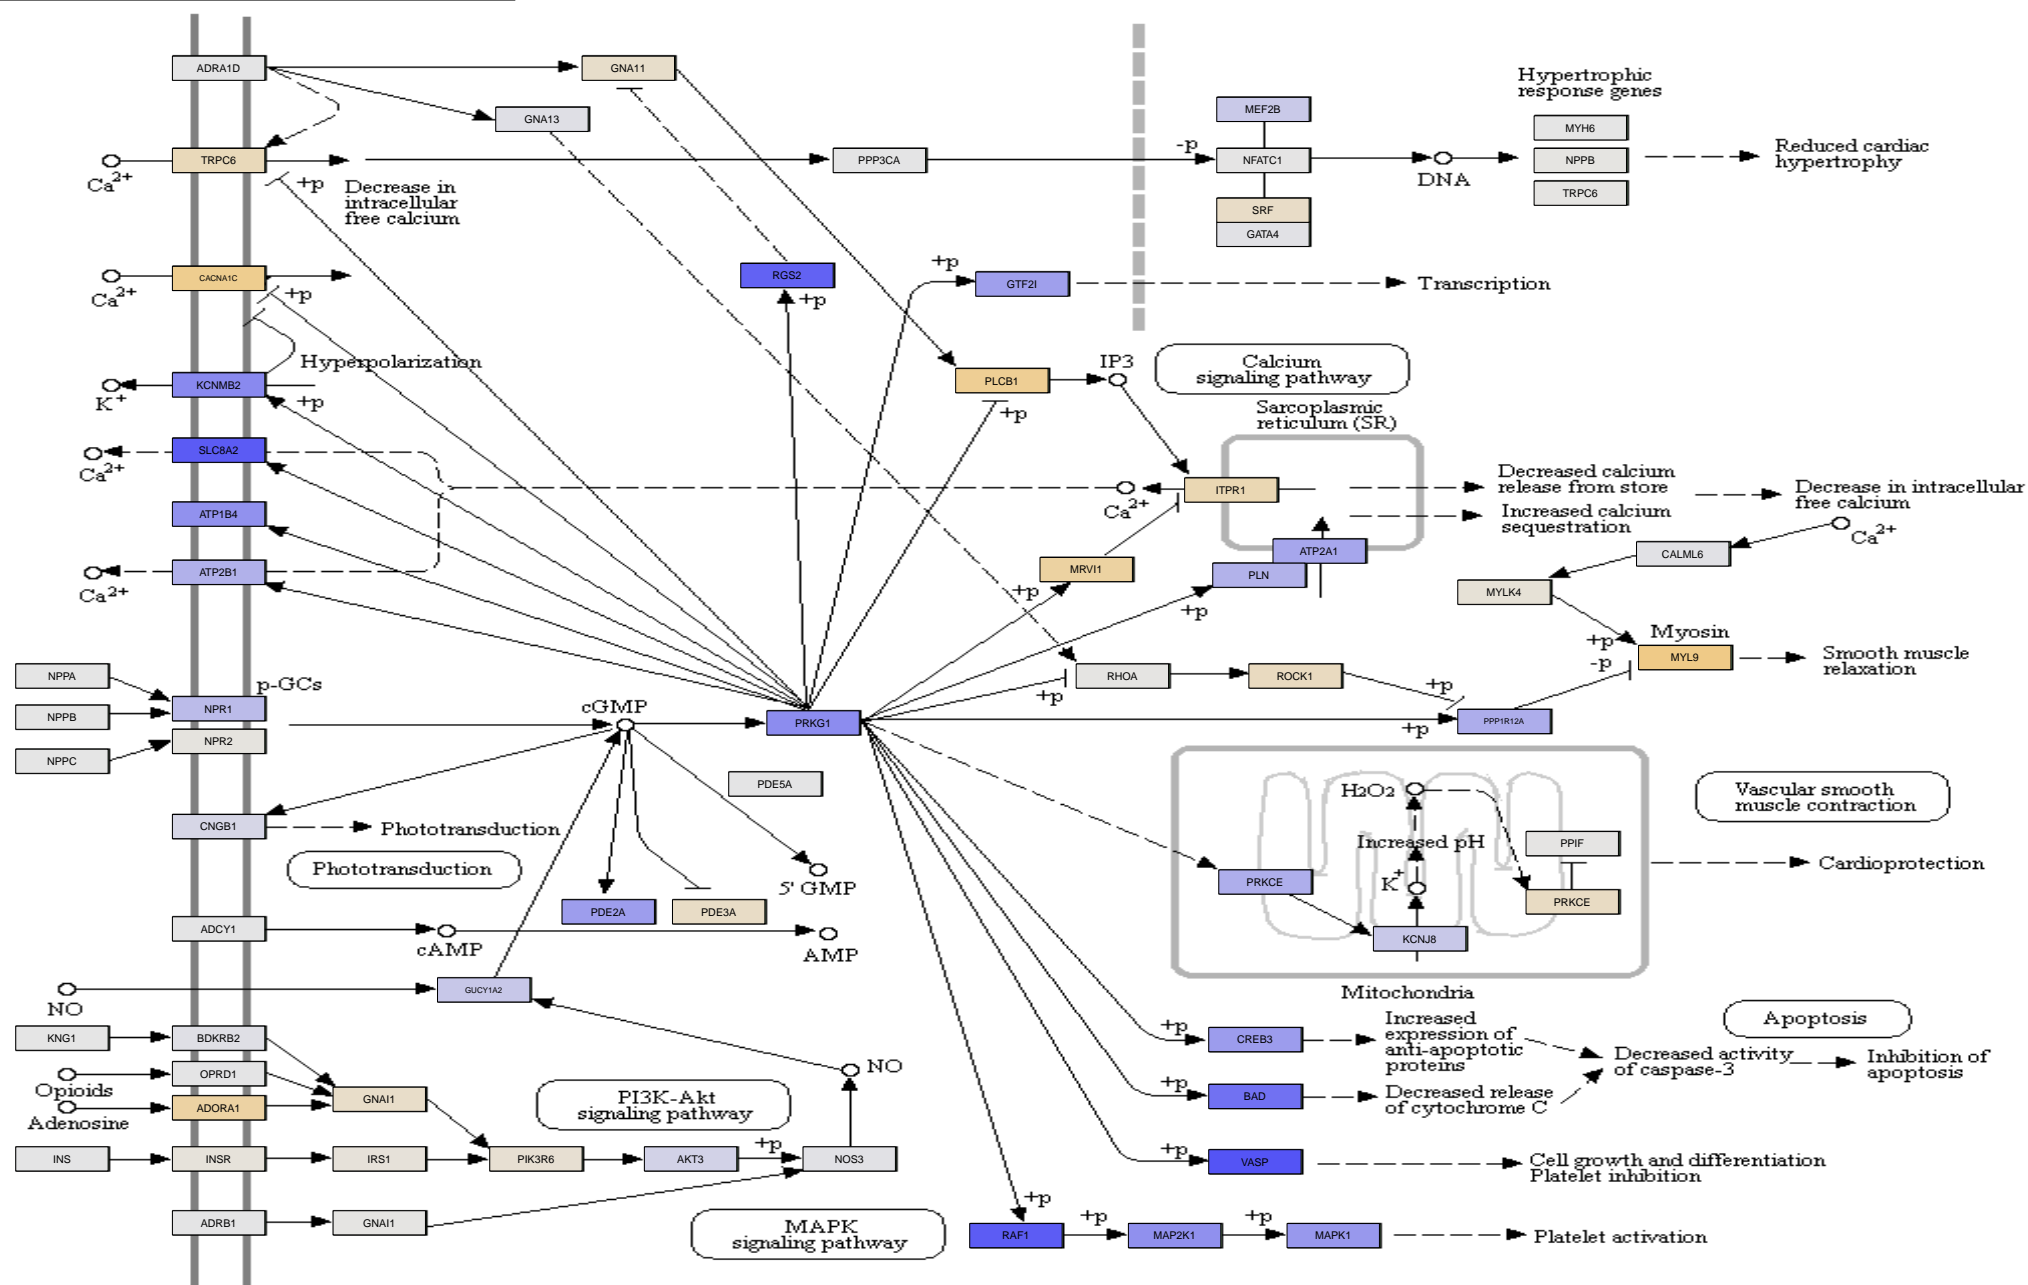 ADRA1D
GNA11
GNA13
Hypertrophic
response genes
MEF2B
MYH6
TRPC6
PPP3CA
-p
NFATC1
DNA
NPPB
Reduced cardiac
hypertrophy
Ca2+
+p
Decrease in
intracellular
free calcium
TRPC6
SRF
GATA4
CACNA1C
Ca2+
+p
RGS2
+p
+p
GTF2I
Transcription
Hyperpolarization
KCNMB2
K+
+p
PLCB1
+p
IP3
Calcium
signaling pathway
Sarcoplasmic
reticulum (SR)
SLC8A2
Ca2+
ITPR1
Ca2+
Decreased calcium
release from store
Increased calcium
sequestration
Decrease in intracellular
free calcium
Ca2+
ATP1B4
ATP2B1
Ca2+
MRVI1
+p
ATP2A1
PLN
+p
CALML6
MYLK4
+p
-p
Myosin
MYL9
Smooth muscle
relaxation
NPPA
NPPB
NPPC
p-GCs
NPR1
NPR2
cGMP
PRKG1
RHOA
+p
ROCK1
+p
+p
PPP1R12A
PDE5A
CNGB1
Phototransduction
Phototransduction
5' GMP
PDE2A
PDE3A
H2O2
Increased pH
K+
PPIF
PRKCE
PRKCE
KCNJ8
Mitochondria
Vascular smooth
muscle contraction
Cardioprotection
ADCY1
cAMP
AMP
NO
GUCY1A2
KNG1
BDKRB2
OPRD1
Opioids
ADORA1
Adenosine
GNAI1
NO
PI3K-Akt
signaling pathway
INS
INSR
IRS1
PIK3R6
AKT3
+p
NOS3
ADRB1
GNAI1
MAPK
signaling pathway
+p
CREB3
Increased
expression of
anti-apoptotic
proteins
Apoptosis
+p
BAD
Decreased release
of cytochrome C
Decreased activity
of caspase-3
Inhibition of
apoptosis
+p
VASP
Cell growth and differentiation
Platelet inhibition
+p
RAF1
+p
MAP2K1
+p
MAPK1
Platelet activation